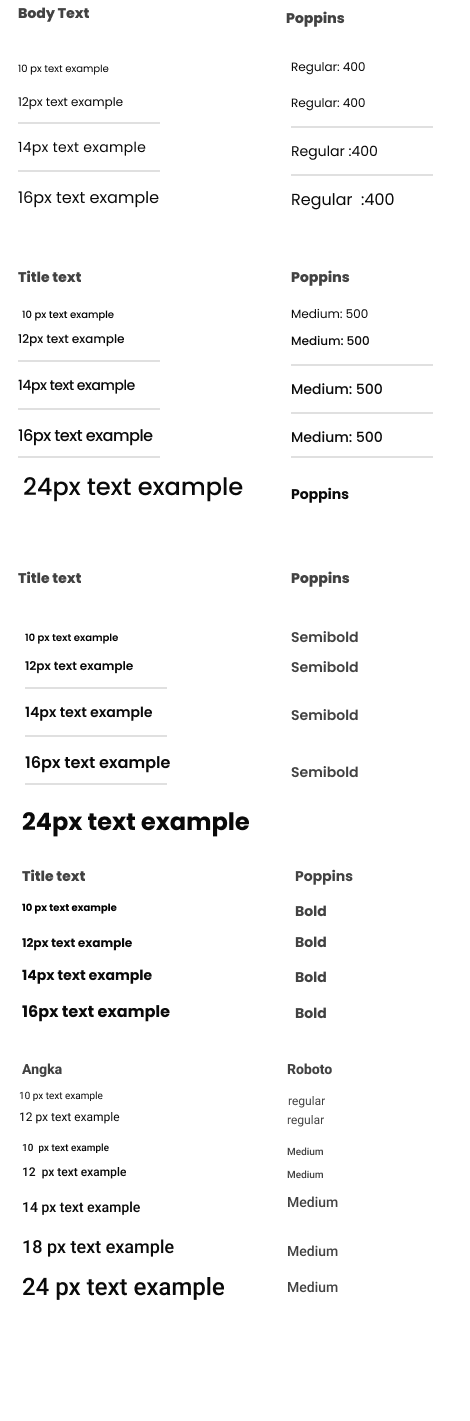 Body Text Poppins
10 px text example Regular: 400
12px text example Regular: 400
14px text example Regular :400
16px text example Regular  :400
Title text Poppins
10 px text example Medium: 500
12px text example Medium: 500
14px text example Medium: 500
16px text example Medium: 500
24px text example Poppins
Title text Poppins
10 px text example Semibold
12px text example Semibold
14px text example Semibold
16px text example Semibold
24px text example
Title text Poppins
10 px text example Bold
12px text example Bold
14px text example Bold
16px text example Bold
Angka Roboto
10 px text example regular
12 px text example regular
10  px text example Medium
12  px text example Medium
14 px text example Medium
18 px text example Medium
24 px text example Medium